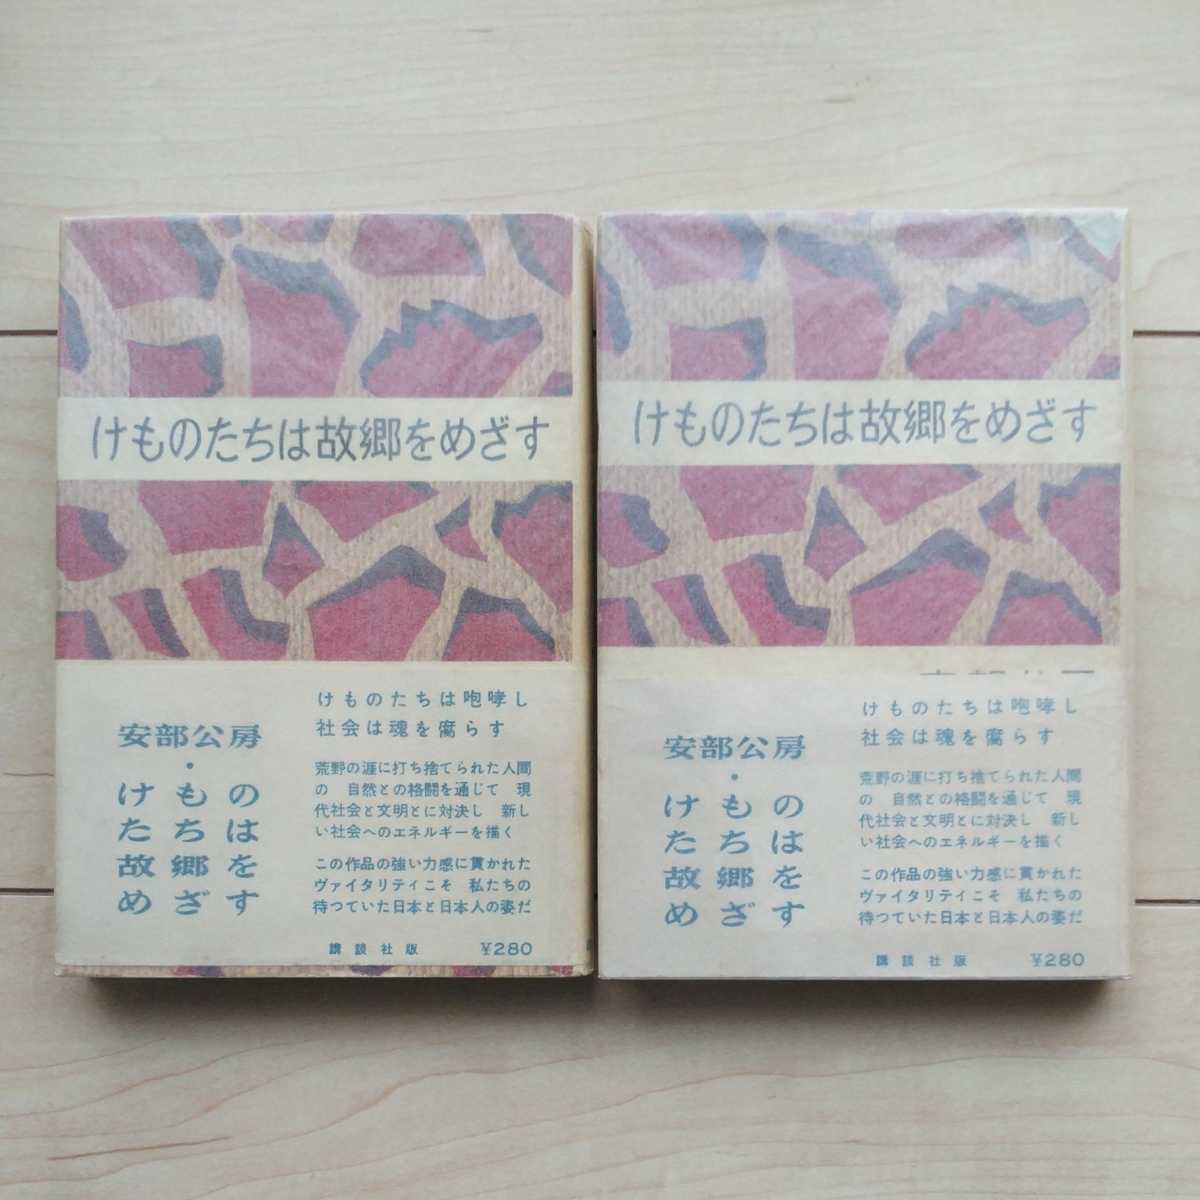 けものたちは故郷をめざす
けものたちは咆哮し
社会は魂を腐らす
安部公房
・
けもの
たちは
故郷を
めざす
荒野の涯に打ち捨てられた人間
の 自然との格闘を通じて 現
代社会と文明とに対決し 新し
い社会へのエネルギーを描く
この作品の強い力感に貫かれた
ヴァイタリティこそ 私たちの
待つていた日本と日本人の姿だ
講談社版 ¥280
けものたちは故郷をめざす
けものたちは咆哮し
社会は魂を腐らす
安部公房
・
けもの
たちは
故郷を
めざす
荒野の涯に打ち捨てられた人間
の 自然との格闘を通じて 現
代社会と文明とに対決し 新し
い社会へのエネルギーを描く
この作品の強い力感に貫かれた
ヴァイタリティこそ 私たちの
待つていた日本と日本人の姿だ
講談社版 ¥280